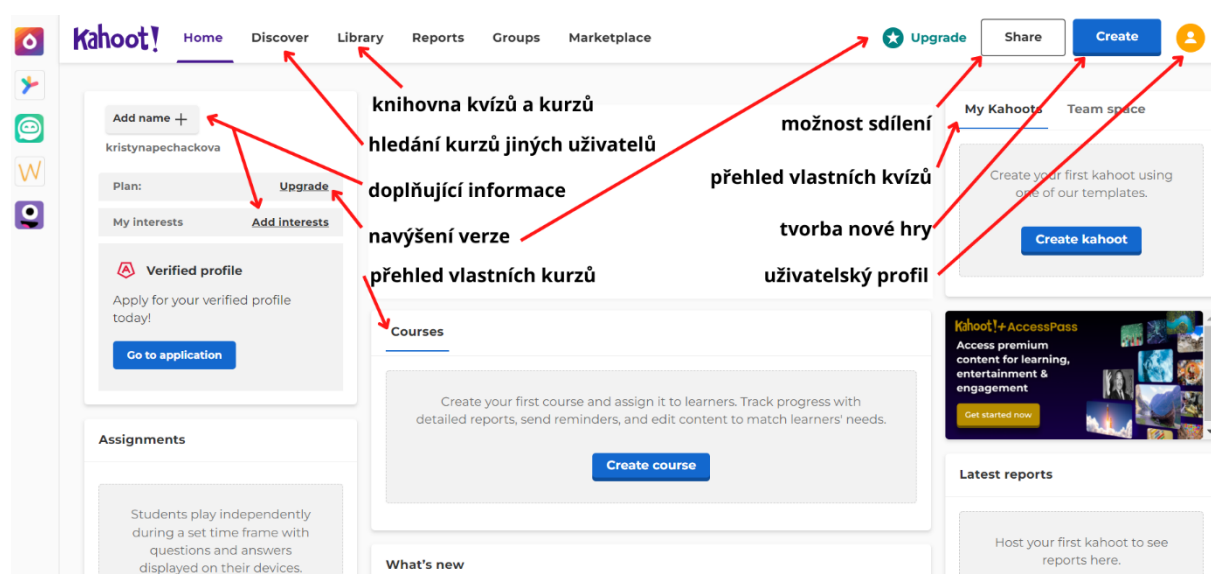 Kahoot!
Home Discover Library Reports Groups Marketplace
Upgrade
Share
Create
Add name +
kristynapechackova
Plan: Upgrade
My interests Add interests
Verified profile
Apply for your verified profile
today!
Go to application
Assignments
Students play independently
during a set time frame with
questions and answers
displayed on their devices.
knihovna kvízů a kurzů
hledání kurzů jiných uživatelů
doplňující informace
navýšení verze
přehled vlastních kurzů
možnost sdílení
přehled vlastních kvízů
tvorba nové hry
uživatelský profil
Courses
Create your first course and assign it to learners. Track progress with
detailed reports, send reminders, and edit content to match learners' needs.
Create course
What's new
My Kahoots Team space
Create your first kahoot using
one of our templates.
Create kahoot
Kahoot!+ AccessPass
Access premium
content for learning,
entertainment &
engagement
Get started now
Latest reports
Host your first kahoot to see
reports here.